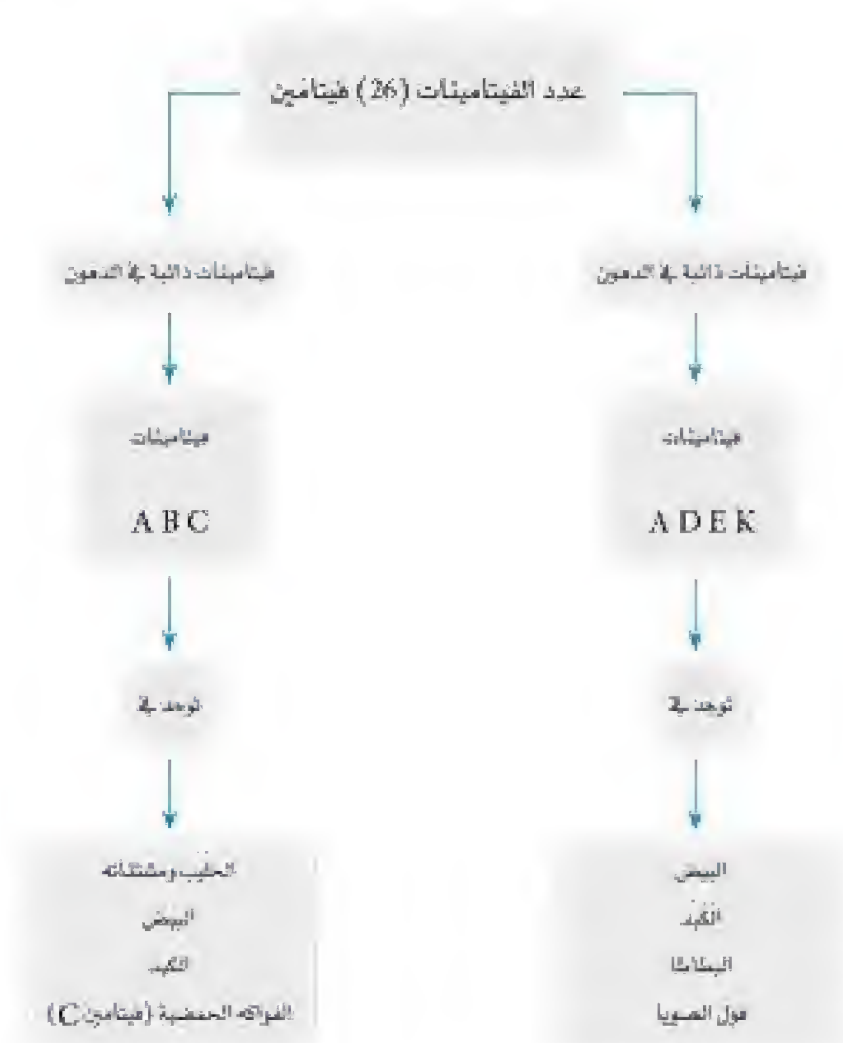 عدد الفيتامينات (26) فيتامين
فيتامينات ذائبة في الدهون
فيتامينات
A D E K
توجد في
البيض
الكبد
البطاطا
فول الصويا
فيتامينات ذائبة في الدهون
فيتامينات
A B C
توجد في
الحليب ومشتقاته
البيض
الكبد
الفواكه الحمضية (فيتامين C)